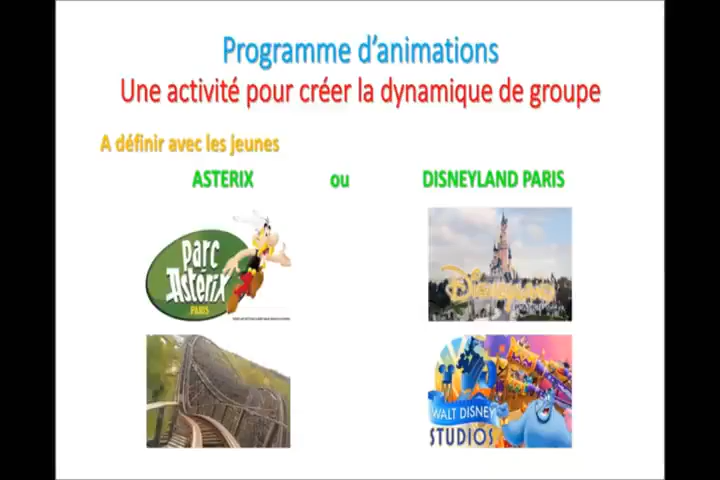 Programme d'animations
Une activité pour créer la dynamique de groupe
A définir avec les jeunes
ASTERIX ou DISNEYLAND PARIS
parc
Astérix
PARIS
Disneyland
WALT DISNEY
STUDIOS